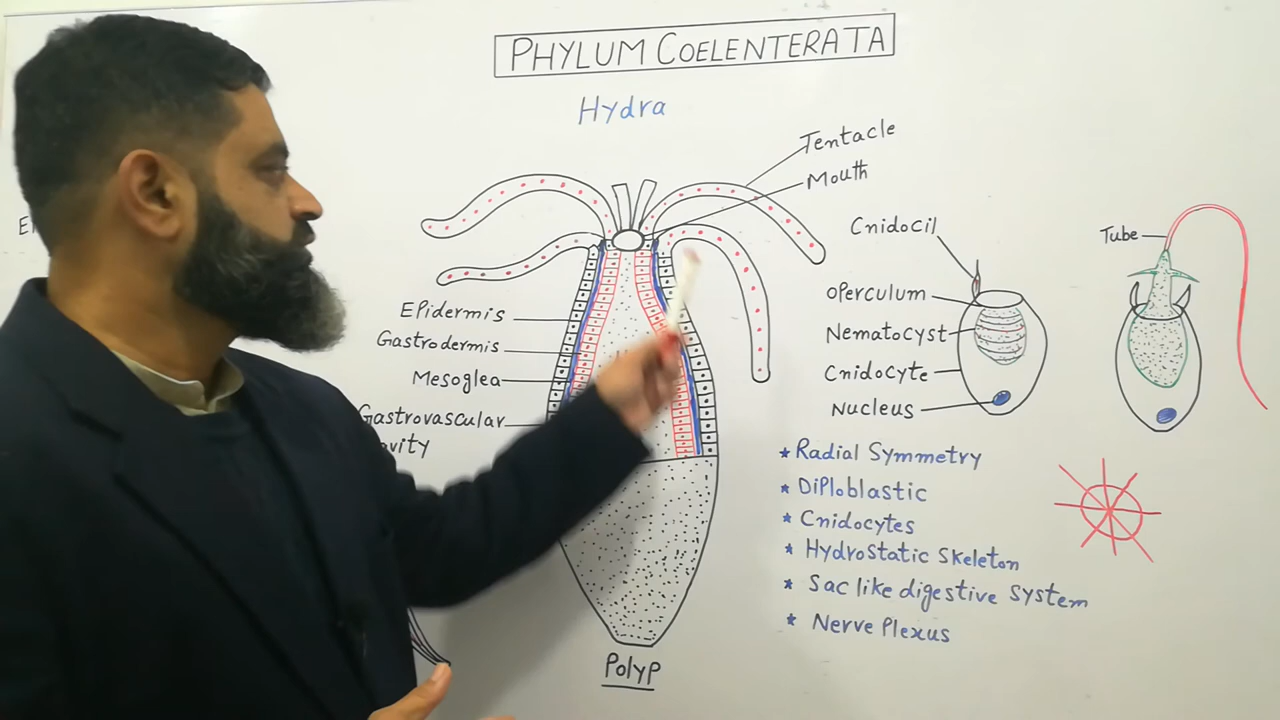 PHYLUM COELENTERATA
Hydra
Tentacle
Mouth
Epidermis
Gastrodermis
Mesoglea
Gastrovascular
Polyp
Cnidocil
Operculum
Nematocyst
Cnidocyte
Nucleus
Tube
* Radial Symmetry
* Diploblastic
* Cnidocytes
* Hydrostatic Skeleton
* Sac like digestive System
* Nerve Plexus